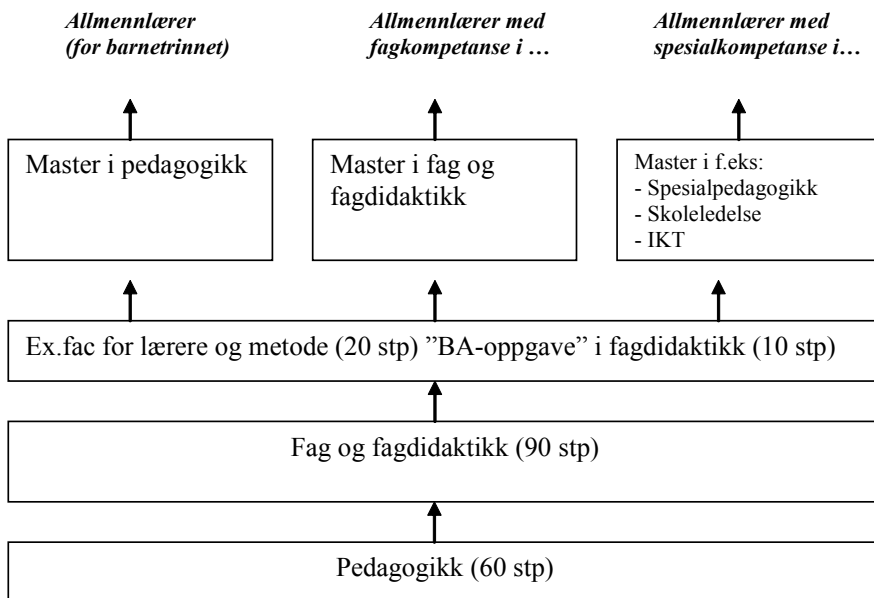 Allmennlærer
(for barnetrinnet)
Allmennlærer med
fagkompetanse i …
Allmennlærer med
spesialkompetanse i…
Master i pedagogikk
Master i fag og
fagdidaktikk
Master i f.eks:
- Spesialpedagogikk
- Skoleledelse
- IKT
Ex.fac for lærere og metode (20 stp) ”BA-oppgave” i fagdidaktikk (10 stp)
Fag og fagdidaktikk (90 stp)
Pedagogikk (60 stp)